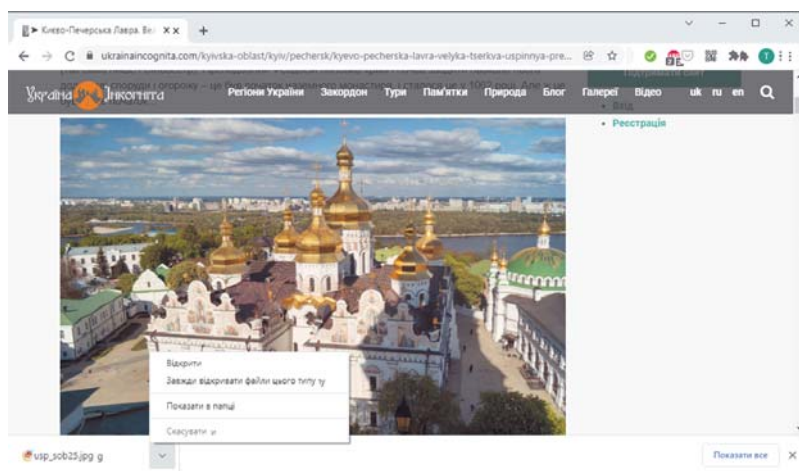 Києво-Печерська Лавра. Ве
ukrainaincognita.com/kyivska-oblast/kyiv/pechersk/kyevo-pecherska-lavra-velyka-tserkva-uspinnya-pre...
Україна Інкогніта
Регіони України Закордон Тури Пам'ятки Природа Блог Галереї Відео uk ru en
Підтримати сайт
Вхід
Реєстрація
Відкрити
Завжди відкривати файли цього типу
Показати в папці
Скасувати
usp_sob25.jpg
Показати все